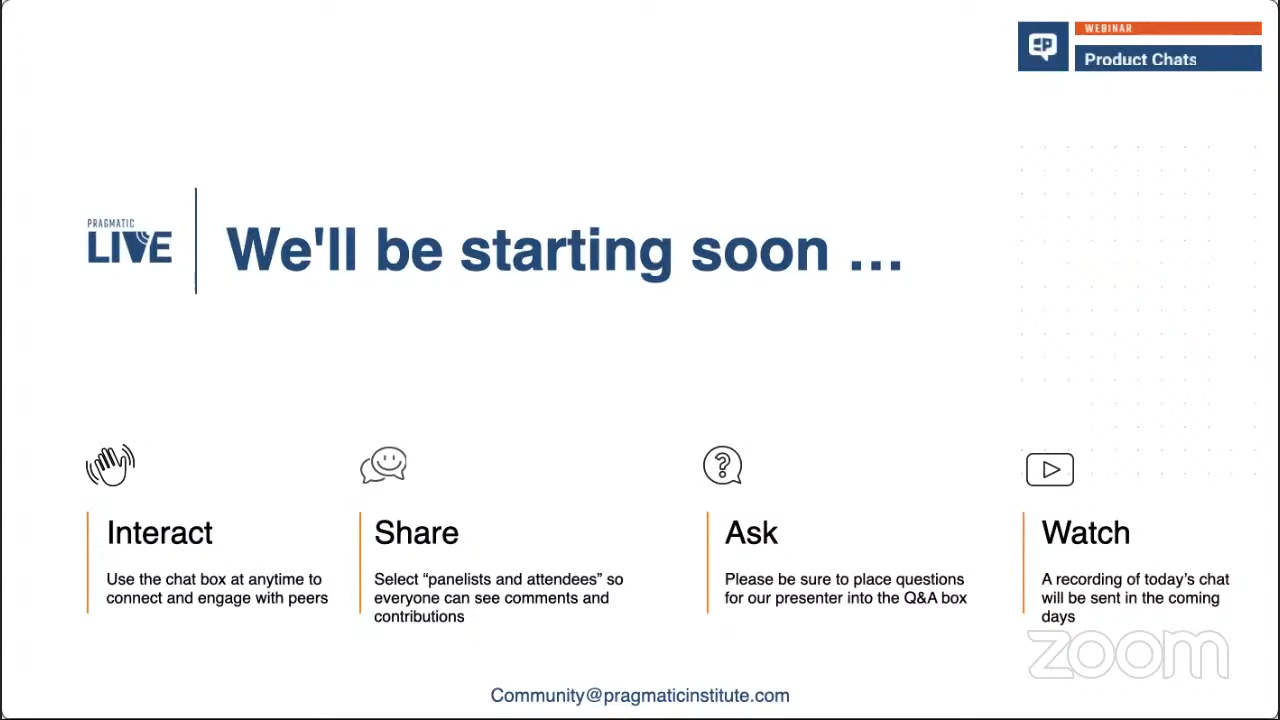 WEBINAR
Product Chats
PRAGMATIC
LIVE
We'll be starting soon ...
Interact
Use the chat box at anytime to
connect and engage with peers
Share
Select “panelists and attendees” so
everyone can see comments and
contributions
Ask
Please be sure to place questions
for our presenter into the Q&A box
Watch
A recording of today’s chat
will be sent in the coming
days
zoom
Community@pragmaticinstitute.com